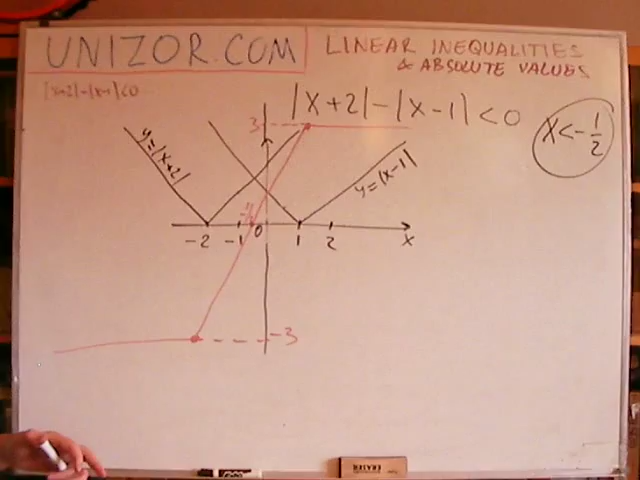 UNIZOR.COM
LINEAR INEQUALITIES
& ABSOLUTE VALUES
|x+2|-|x-1|<0
|X+2|-|X-1|<0
X<-1/2
3
y=|x+2|
y=|x-1|
-2 -1 0 1 2 x
-3
ERASER